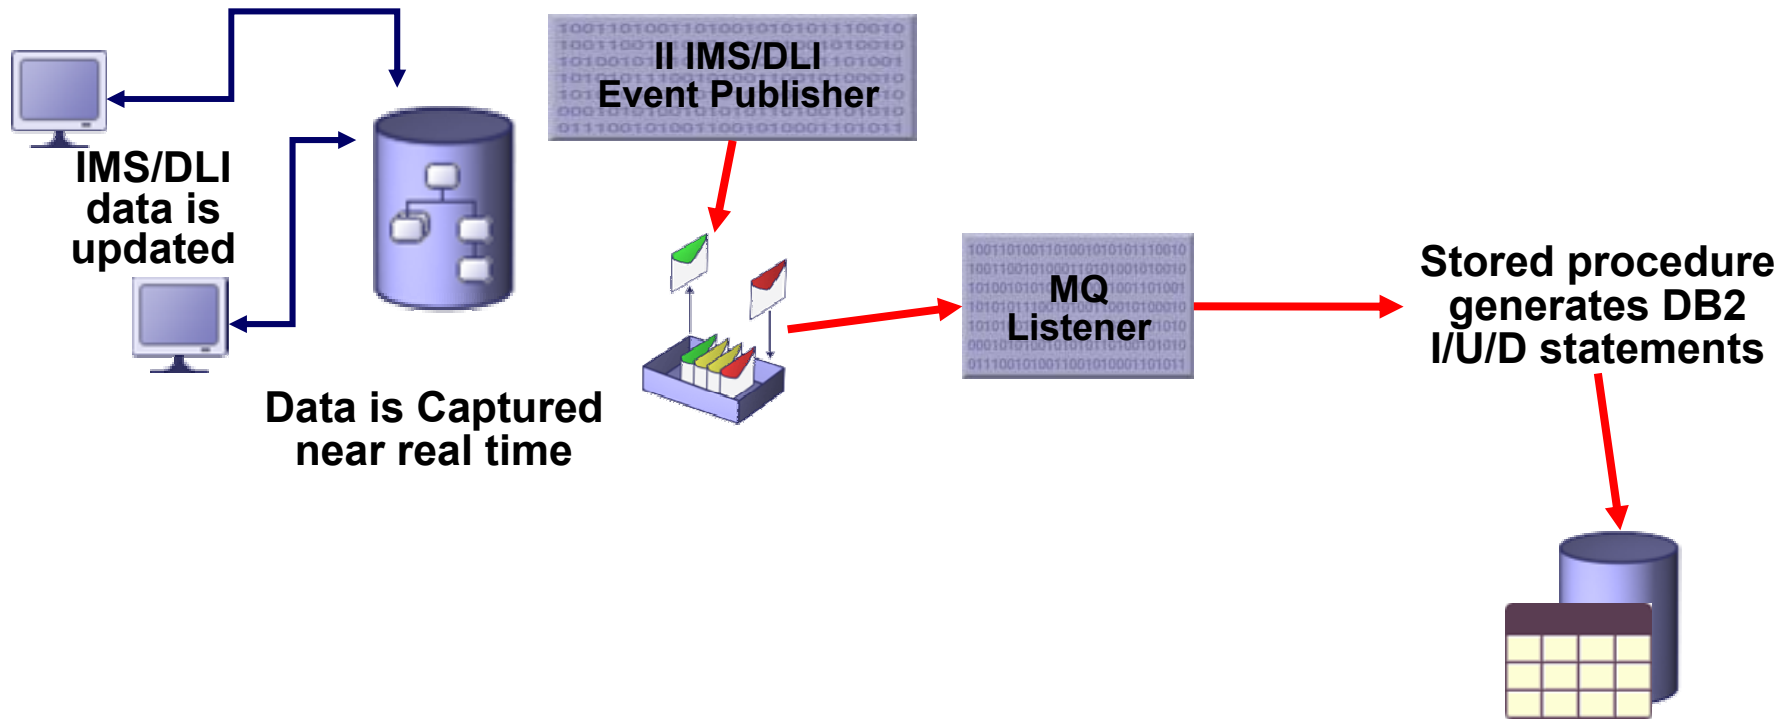 II IMS/DLI
Event Publisher
IMS/DLI
data is
updated
Data is Captured
near real time
MQ
Listener
Stored procedure
generates DB2
I/U/D statements